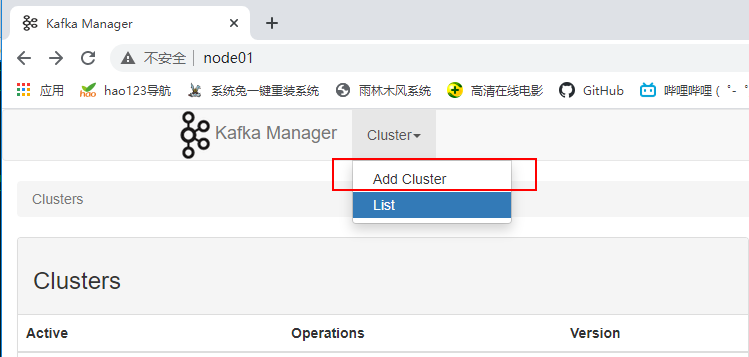 Kafka Manager
不安全 node01
应用 hao123导航 系统兔一键重装系统 雨林木风系统 高清在线电影 GitHub 哔哩哔哩 ( ゜- ゜
Kafka Manager Cluster
Add Cluster
List
Clusters
Clusters
Active Operations Version